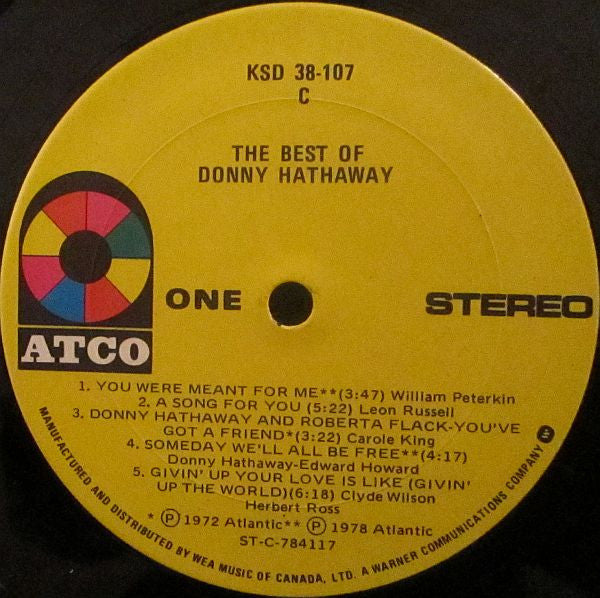 KSD 38-107
C
THE BEST OF
DONNY HATHAWAY
ATCO
ONE
STEREO
1. YOU WERE MEANT FOR ME**(3:47) William Peterkin
2. A SONG FOR YOU (5:22) Leon Russell
3. DONNY HATHAWAY AND ROBERTA FLACK-YOU'VE
GOT A FRIEND*(3:22) Carole King
4. SOMEDAY WE'LL ALL BE FREE**(4:17)
Donny Hathaway-Edward Howard
5. GIVIN' UP YOUR LOVE IS LIKE (GIVIN'
UP THE WORLD)(6:18) Clyde Wilson
Herbert Ross
* ℗ 1972 Atlantic** ℗ 1978 Atlantic
ST-C-784117
MANUFACTURED AND DISTRIBUTED BY WEA MUSIC OF CANADA, LTD. A WARNER COMMUNICATIONS COMPANY